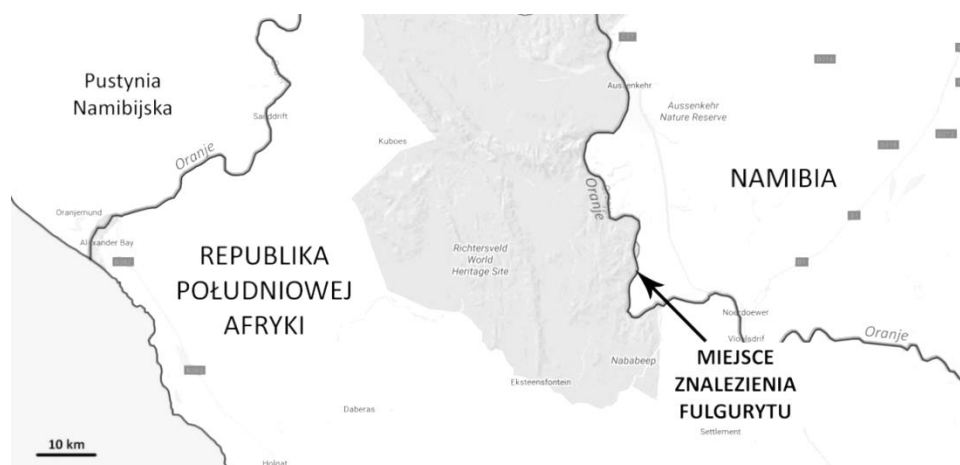 Pustynia
Namibijska
Sanddrift
Oranje
Oranjemund
Alexander Bay
REPUBLIKA
POŁUDNIOWEJ
AFRYKI
Kuboes
Richtersveld
World
Heritage Site
Eksteensfontein
Daberas
Holgat
10 km
Aussenkehr
Aussenkehr
Nature Reserve
NAMIBIA
Oranje
Noordoewer
Vioolsdrif
Oranje
Nababeep
MIEJSCE
ZNALEZIENIA
FULGURYTU
Settlement